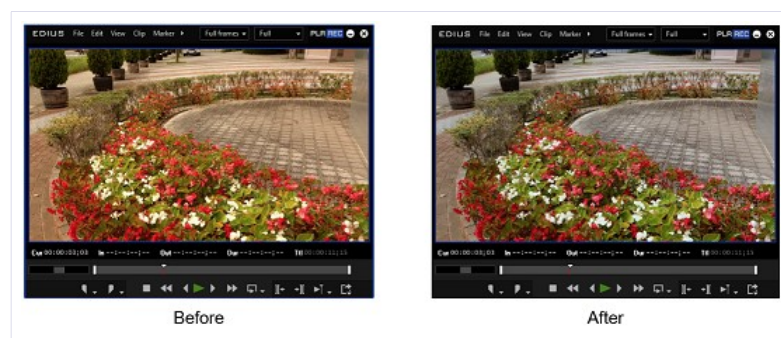 EDIUS File Edit View Clip Marker Full frames Full PLR REC
EDIUS File Edit View Clip Marker Full frames Full PLR REC
Cur 00:00:03;03 In --:--:--;-- Out --:--:--;-- Dur --:--:--;-- Ttl 00:00:11;15
Cur 00:00:03;03 In --:--:--;-- Out --:--:--;-- Dur --:--:--;-- Ttl 00:00:11;15
Before
After